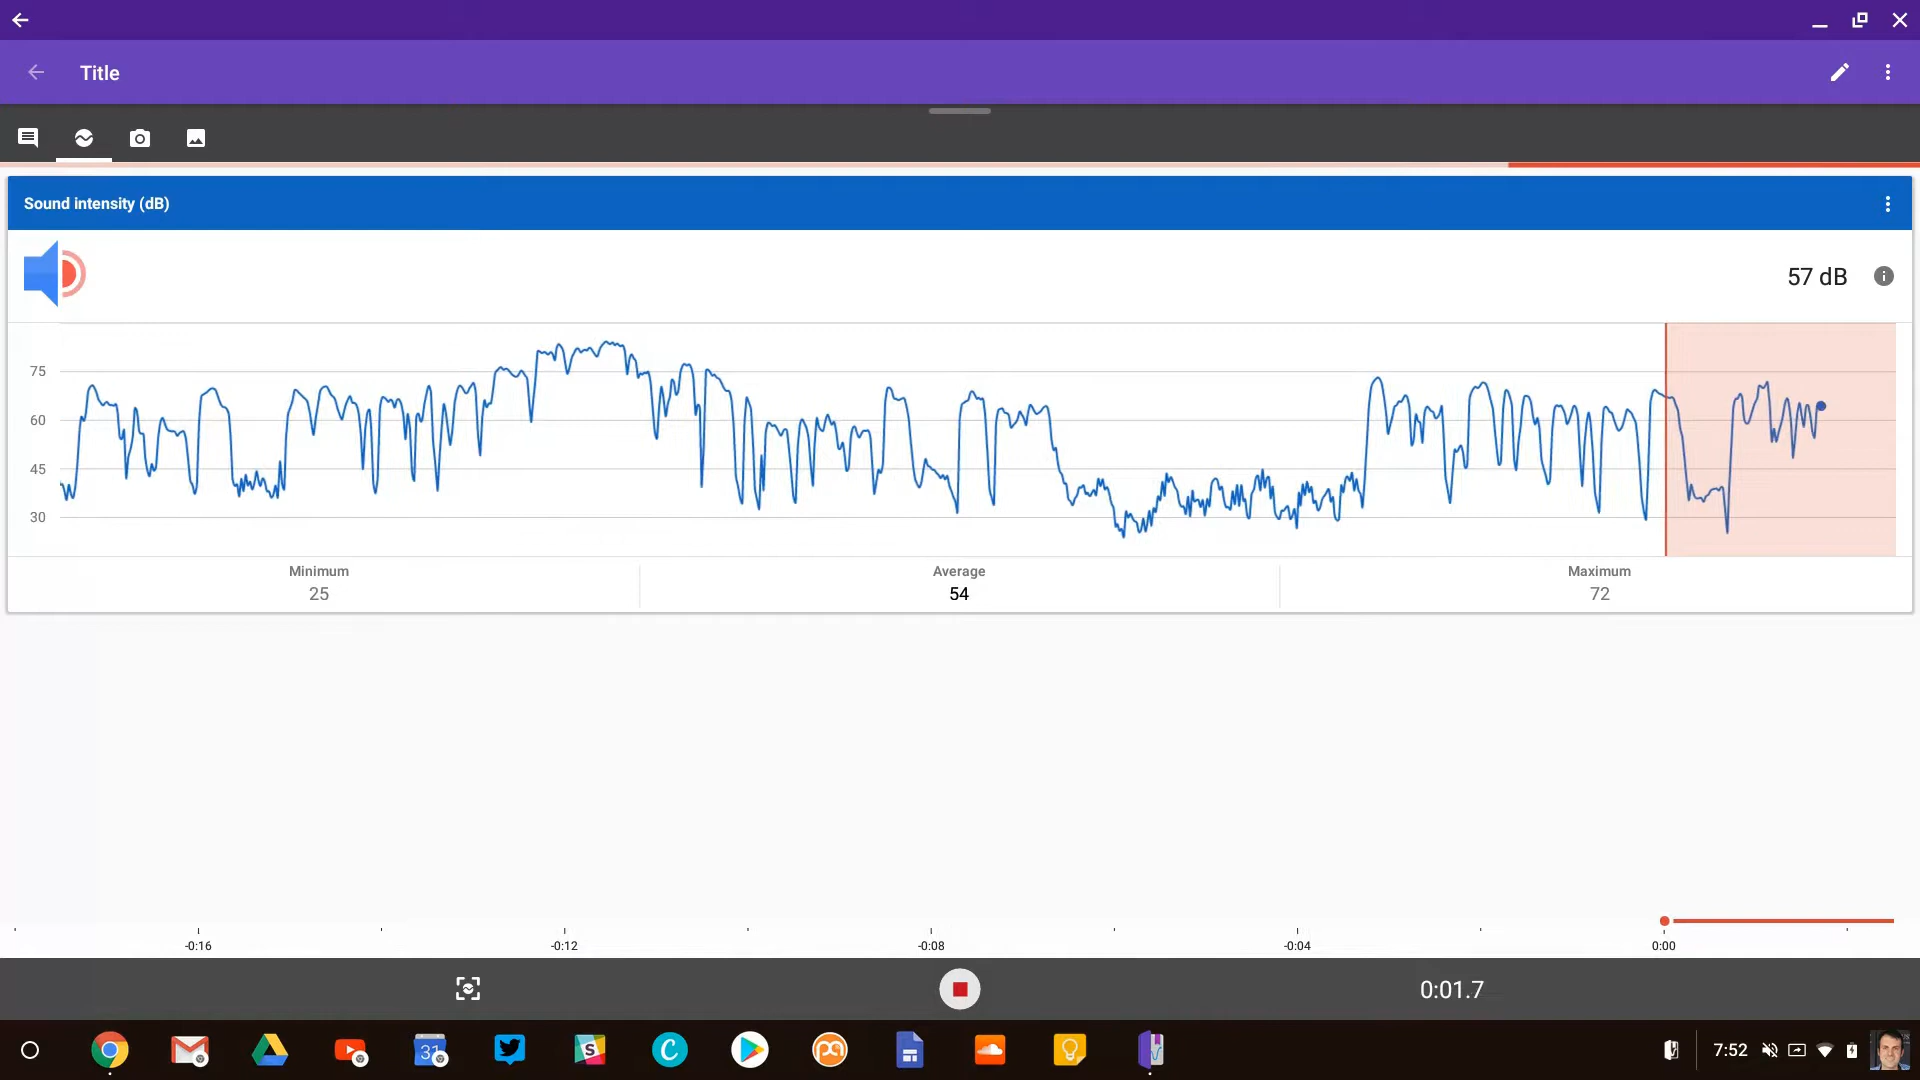 Title
Sound intensity (dB)
57 dB
75
60
45
30
Minimum
Average
Maximum
25
54
72
-0:16
-0:12
-0:08
-0:04
0:00
0:01.7
31
S
C
7:52